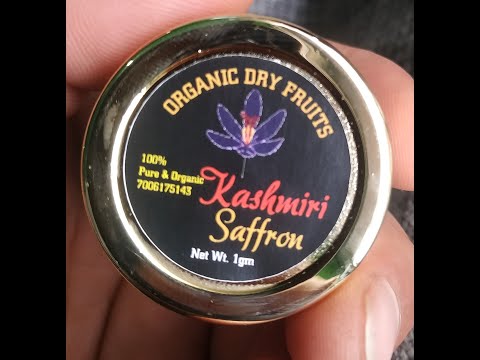 ORGANIC DRY FRUITS
100%
Pure & Organic
7006175143
Kashmiri
Saffron
Net Wt. 1gm